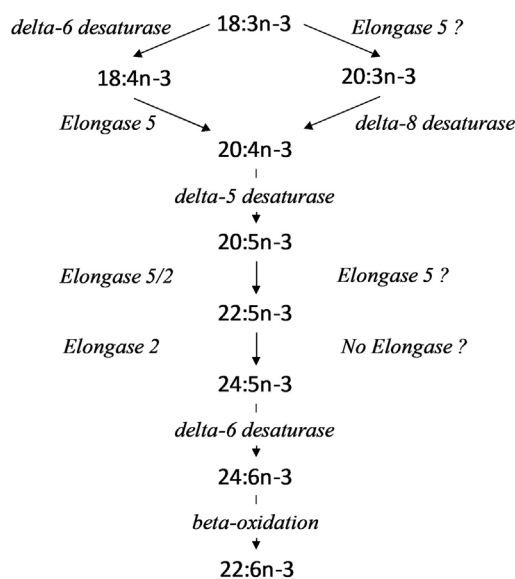 delta-6 desaturase 18:3n-3 Elongase 5 ?
18:4n-3 20:3n-3
Elongase 5 delta-8 desaturase
20:4n-3
delta-5 desaturase
20:5n-3
Elongase 5/2 Elongase 5 ?
22:5n-3
Elongase 2 No Elongase ?
24:5n-3
delta-6 desaturase
24:6n-3
beta-oxidation
22:6n-3